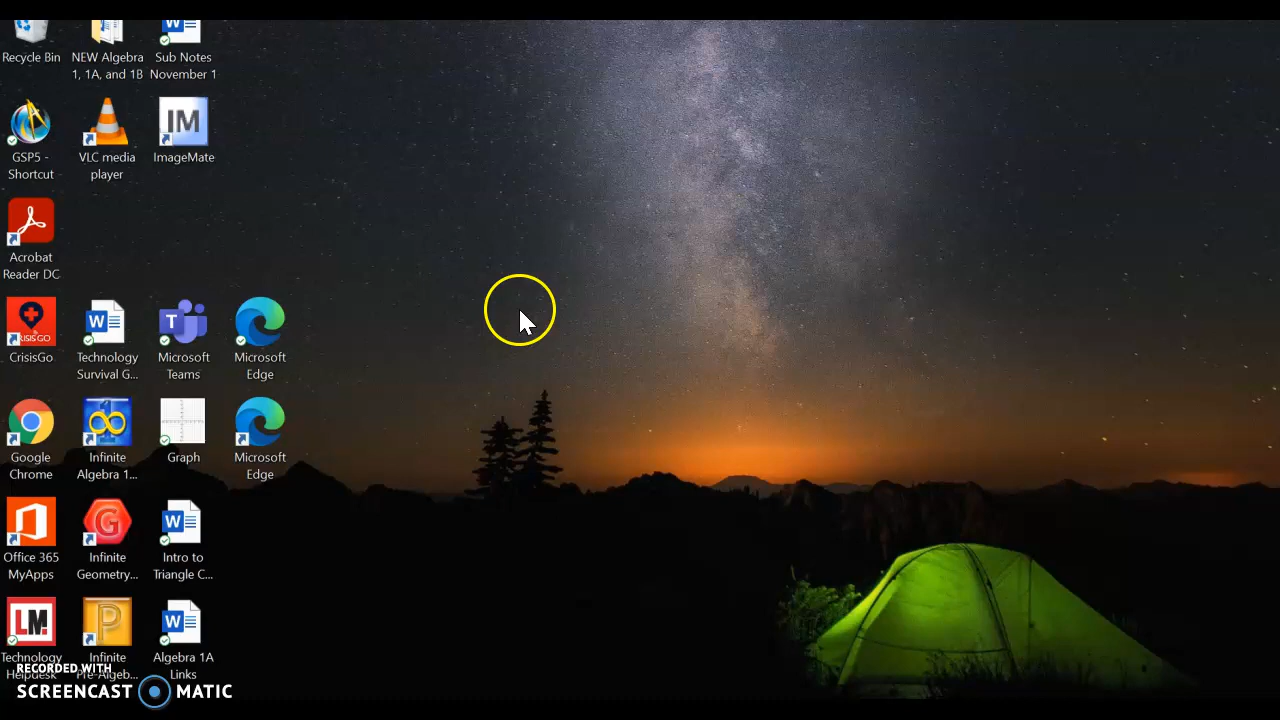 Recycle Bin
NEW Algebra
1, 1A, and 1B
Sub Notes
November 1
GSP5 -
Shortcut
VLC media
player
IM
ImageMate
Acrobat
Reader DC
CrisisGo
W
Technology
Survival G...
T
Microsoft
Teams
Microsoft
Edge
Google
Chrome
Infinite
Algebra 1...
Graph
Microsoft
Edge
Office 365
MyApps
G
Infinite
Geometry...
W
Intro to
Triangle C...
LM
Technology
Helpdesk
P
Infinite
Pre-Algeb...
W
Algebra 1A
Links
RECORDED WITH
SCREENCAST MATIC